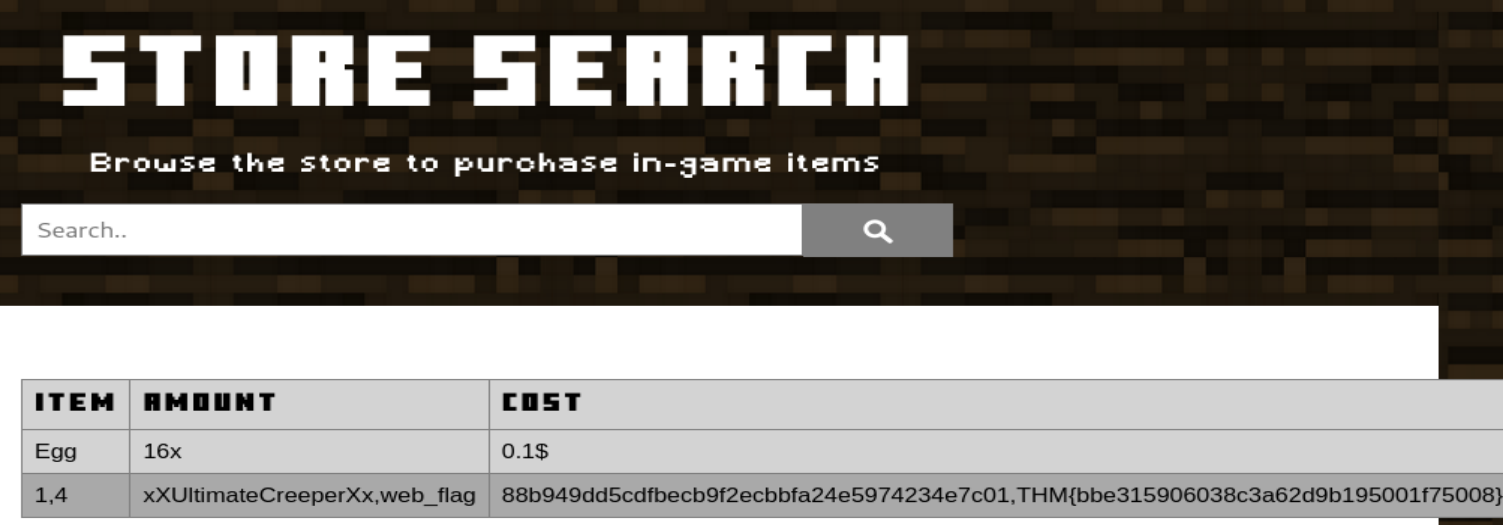 STORE SEARCH
Browse the store to purchase in-game items
Search..
ITEM AMOUNT COST
Egg 16x 0.1$
1,4 xXUltimateCreeperXx,web_flag 88b949dd5cdfbecb9f2ecbbfa24e5974234e7c01,THM{bbe315906038c3a62d9b195001f75008}